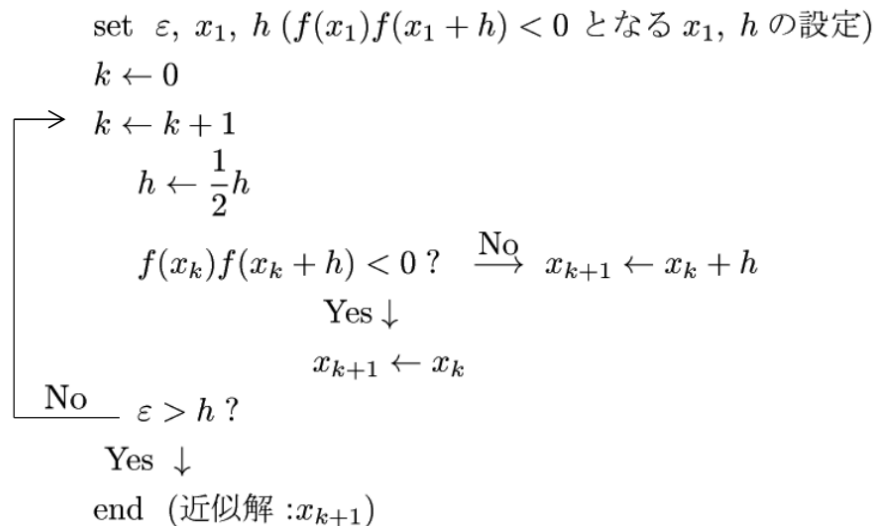 set ε, x₁, h (f(x₁)f(x₁ + h) < 0 となる x₁, h の設定)
k ← 0
k ← k + 1
h ← 1/2 h
f(xₖ)f(xₖ + h) < 0 ? No → xₖ₊₁ ← xₖ + h
Yes ↓
xₖ₊₁ ← xₖ
No ε > h ?
Yes ↓
end (近似解 :xₖ₊₁)